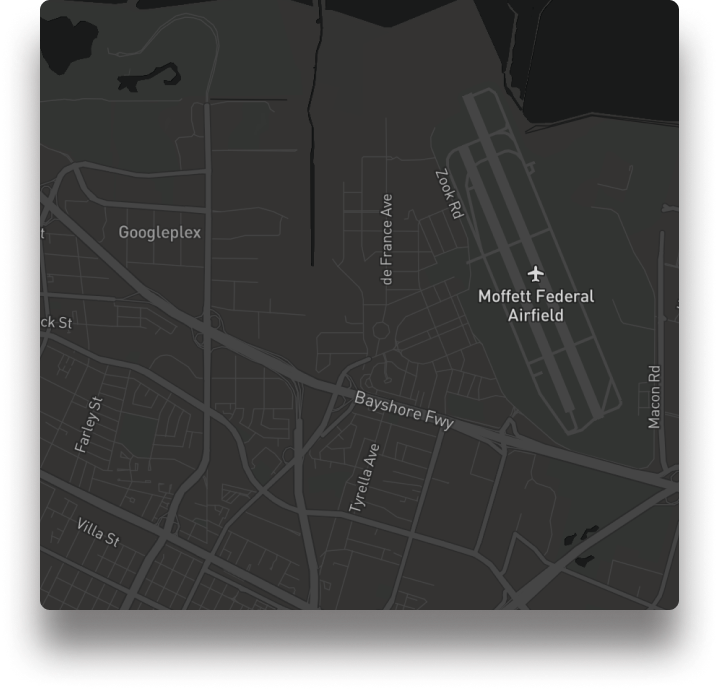 Zook Rd
de France Ave
Googleplex
t
Moffett Federal
Airfield
ck St
Macon Rd
Farley St
Bayshore Fwy
Tyrella Ave
Villa St